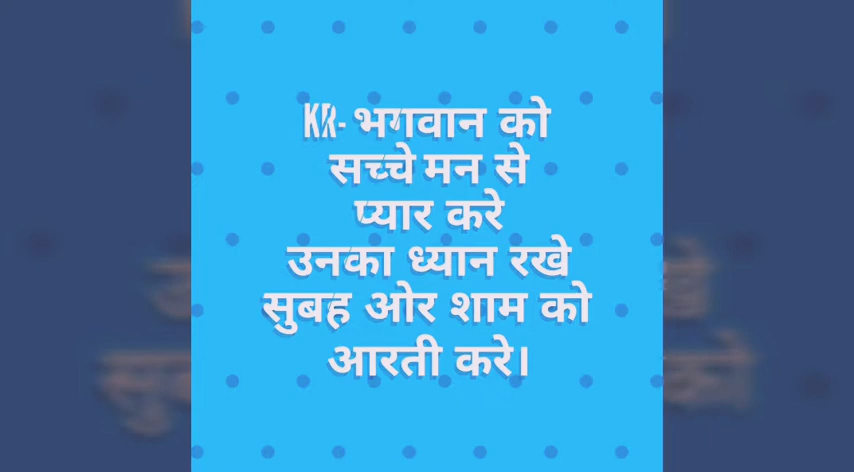 KR- भगवान को
सच्चे मन से
प्यार करे
उनका ध्यान रखे
सुबह ओर शाम को
आरती करे।